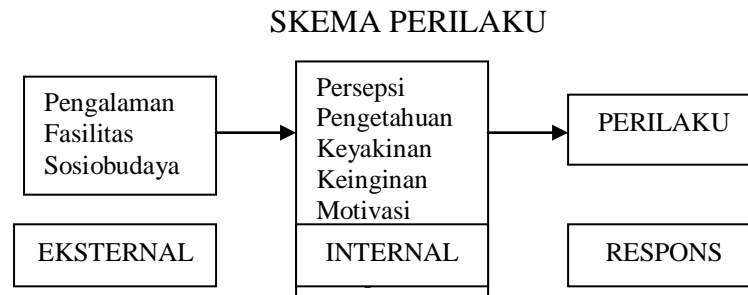 SKEMA PERILAKU
Pengalaman
Fasilitas
Sosiobudaya
Persepsi
Pengetahuan
Keyakinan
Keinginan
Motivasi
PERILAKU
EKSTERNAL
INTERNAL
RESPONS